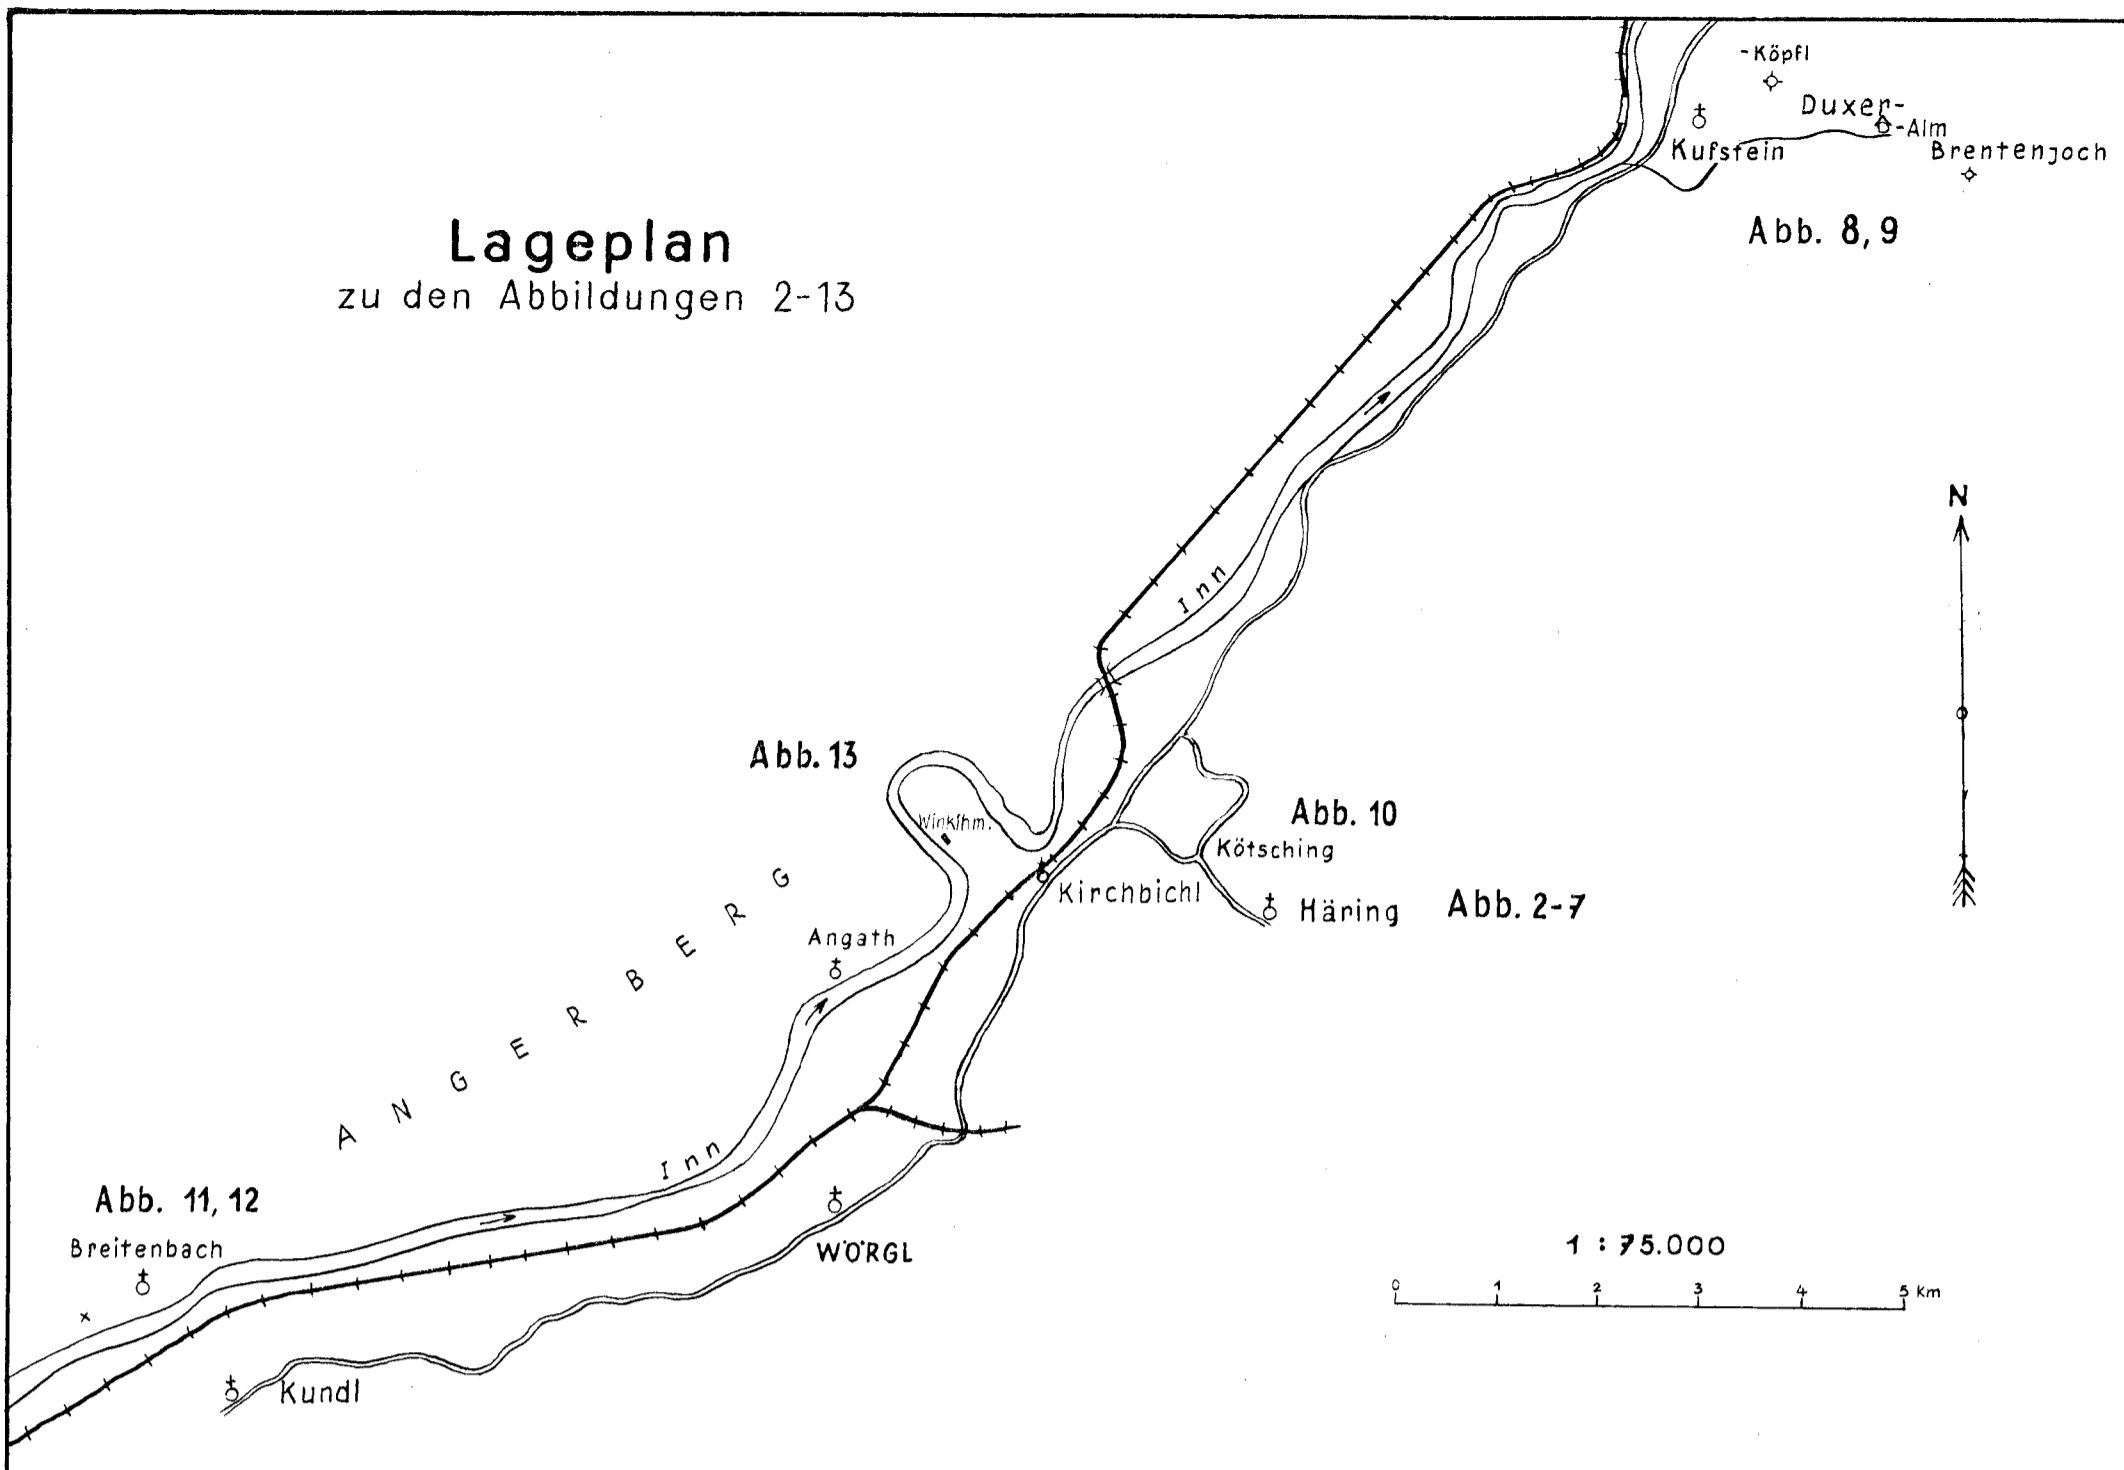 Lageplan
zu den Abbildungen 2-13
-Köpfl
Duxer-
-Alm
Kufstein
Brentenjoch
Abb. 8,9
N
Inn
Abb. 13
Winklhm.
Abb. 10
Kötsching
Kirchbichl
Häring
Abb. 2-7
Angath
ANGERBERG
Inn
Abb. 11,12
Breitenbach
WÖRGL
Kundl
1 : 75.000
0 1 2 3 4 5 km